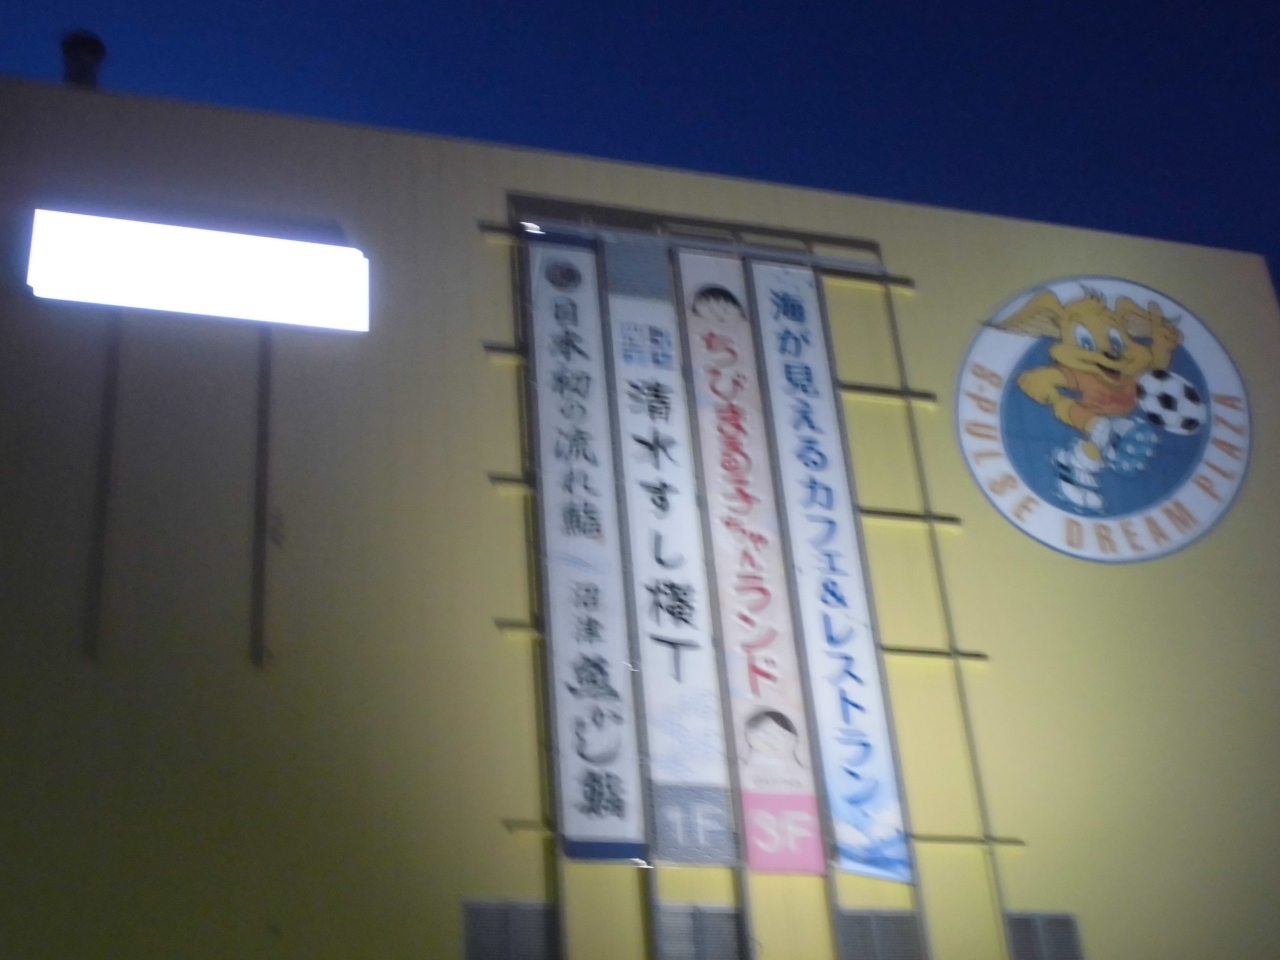 日本初の流れ鮨 沼津 魚がし鮨
清水すし横丁
1F
ちびまる子ちゃんランド
3F
海が見えるカフェ&レストラン
S-PULSE DREAM PLAZA